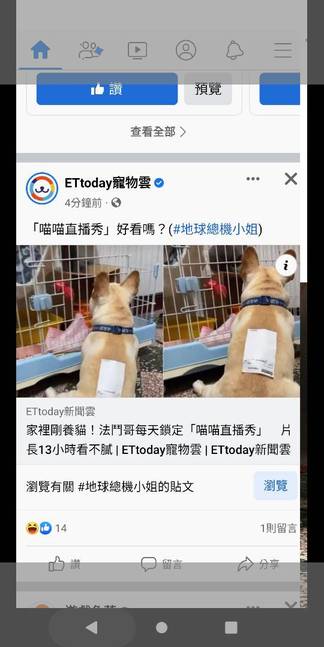 讚
預覽
查看全部
ETtoday寵物雲
4分鐘前
「喵喵直播秀」好看嗎？(#地球總機小姐)
ETtoday新聞雲
家裡剛養貓！法鬥哥每天鎖定「喵喵直播秀」 片
長13小時看不膩 | ETtoday寵物雲 | ETtoday新聞雲
瀏覽有關 #地球總機小姐的貼文
瀏覽
14
1則留言
讚
留言
分享